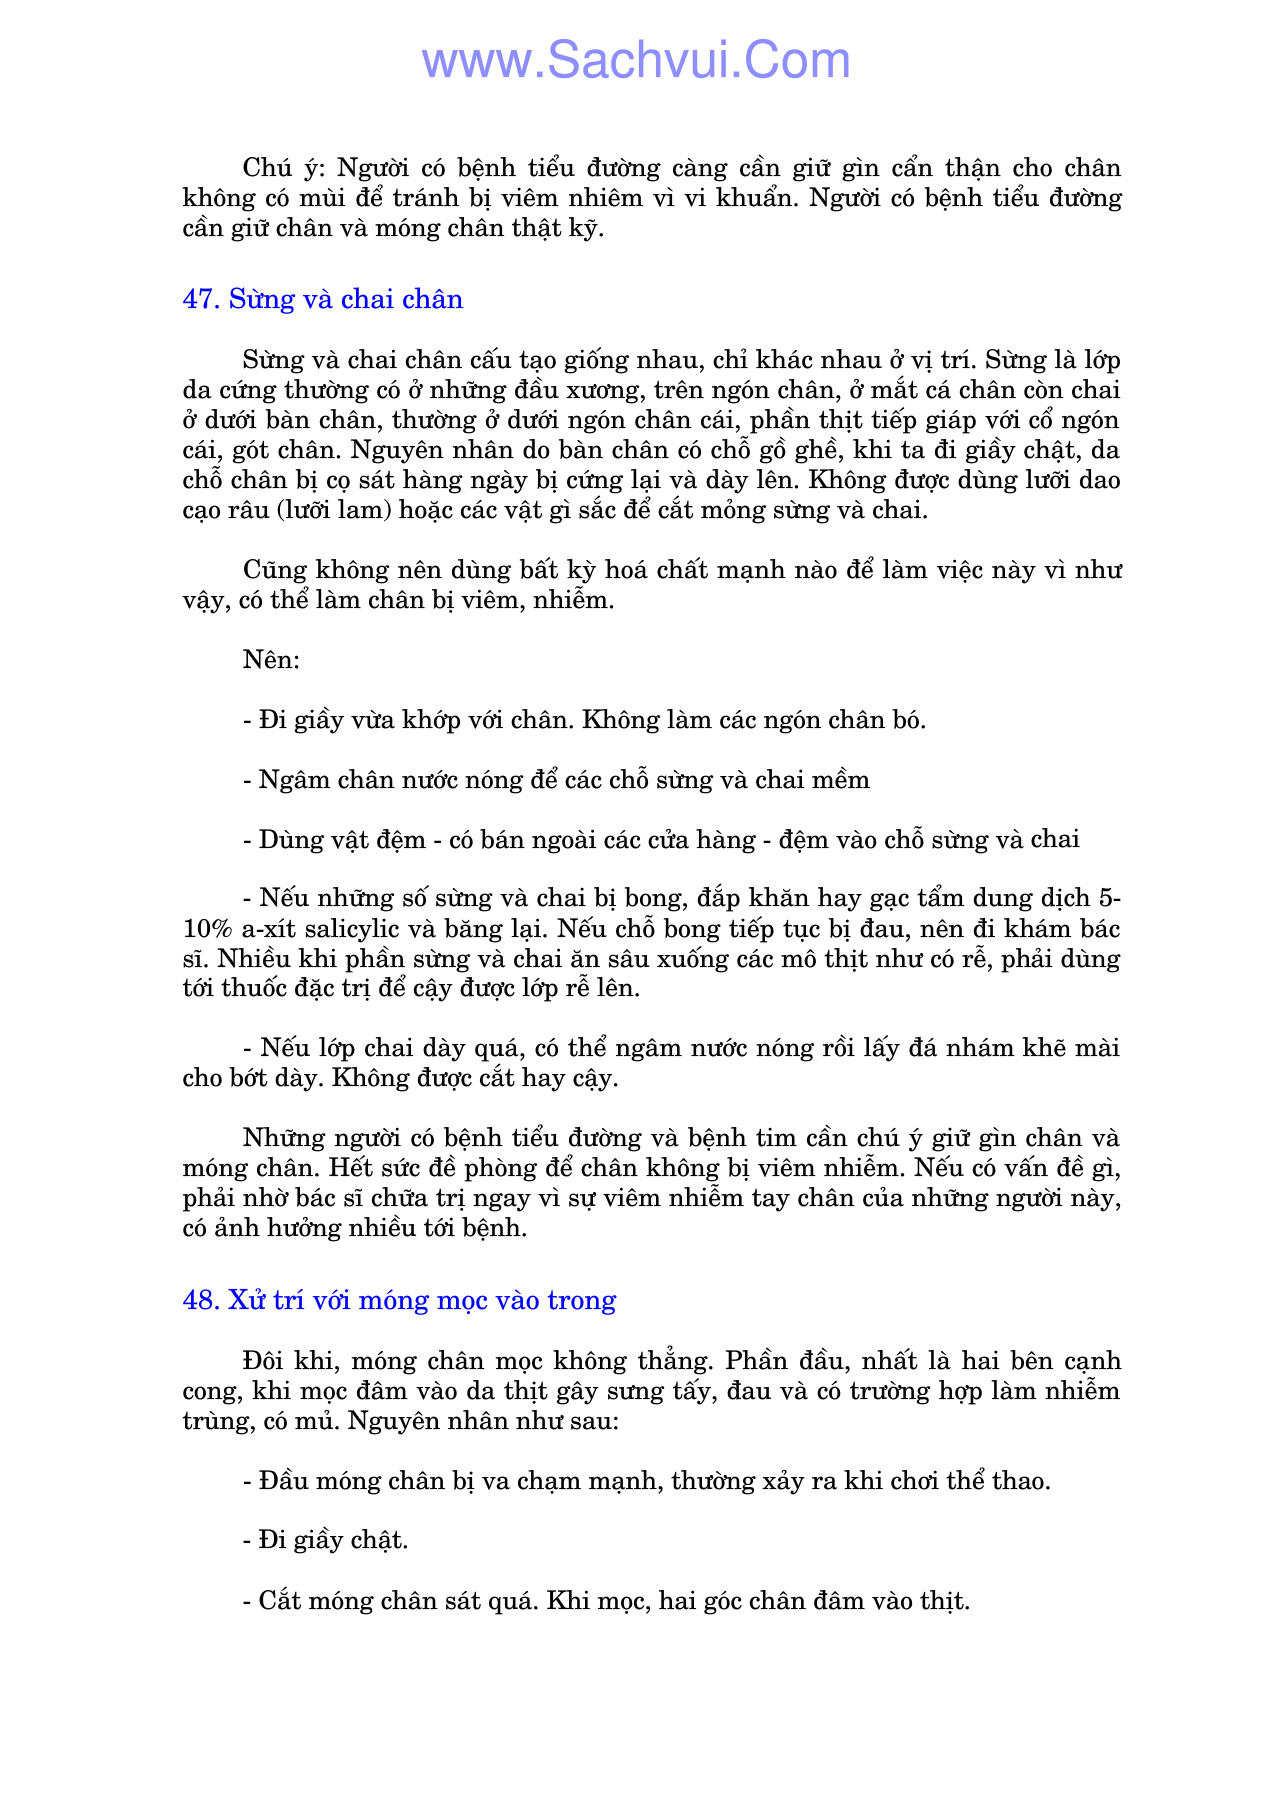 www.Sachvui.Com
Chú ý: Người có bệnh tiểu đường càng cần giữ gìn cẩn thận cho chân
không có mùi để tránh bị viêm nhiêm vì vi khuẩn. Người có bệnh tiểu đường
cần giữ chân và móng chân thật kỹ.
47. Sừng và chai chân
Sừng và chai chân cấu tạo giống nhau, chỉ khác nhau ở vị trí. Sừng là lớp
da cứng thường có ở những đầu xương, trên ngón chân, ở mắt cá chân còn chai
ở dưới bàn chân, thường ở dưới ngón chân cái, phần thịt tiếp giáp với cổ ngón
cái, gót chân. Nguyên nhân do bàn chân có chỗ gồ ghề, khi ta đi giầy chật, da
chỗ chân bị cọ sát hàng ngày bị cứng lại và dày lên. Không được dùng lưỡi dao
cạo râu (lưỡi lam) hoặc các vật gì sắc để cắt mỏng sừng và chai.
Cũng không nên dùng bất kỳ hoá chất mạnh nào để làm việc này vì như
vậy, có thể làm chân bị viêm, nhiễm.
Nên:
- Đi giầy vừa khớp với chân. Không làm các ngón chân bó.
- Ngâm chân nước nóng để các chỗ sừng và chai mềm
- Dùng vật đệm - có bán ngoài các cửa hàng - đệm vào chỗ sừng và chai
- Nếu những số sừng và chai bị bong, đắp khăn hay gạc tẩm dung dịch 5-
10% a-xít salicylic và băng lại. Nếu chỗ bong tiếp tục bị đau, nên đi khám bác
sĩ. Nhiều khi phần sừng và chai ăn sâu xuống các mô thịt như có rễ, phải dùng
tới thuốc đặc trị để cậy được lớp rễ lên.
- Nếu lớp chai dày quá, có thể ngâm nước nóng rồi lấy đá nhám khẽ mài
cho bớt dày. Không được cắt hay cậy.
Những người có bệnh tiểu đường và bệnh tim cần chú ý giữ gìn chân và
móng chân. Hết sức đề phòng để chân không bị viêm nhiễm. Nếu có vấn đề gì,
phải nhờ bác sĩ chữa trị ngay vì sự viêm nhiễm tay chân của những người này,
có ảnh hưởng nhiều tới bệnh.
48. Xử trí với móng mọc vào trong
Đôi khi, móng chân mọc không thẳng. Phần đầu, nhất là hai bên cạnh
cong, khi mọc đâm vào da thịt gây sưng tấy, đau và có trường hợp làm nhiễm
trùng, có mủ. Nguyên nhân như sau:
- Đầu móng chân bị va chạm mạnh, thường xảy ra khi chơi thể thao.
- Đi giầy chật.
- Cắt móng chân sát quá. Khi mọc, hai góc chân đâm vào thịt.